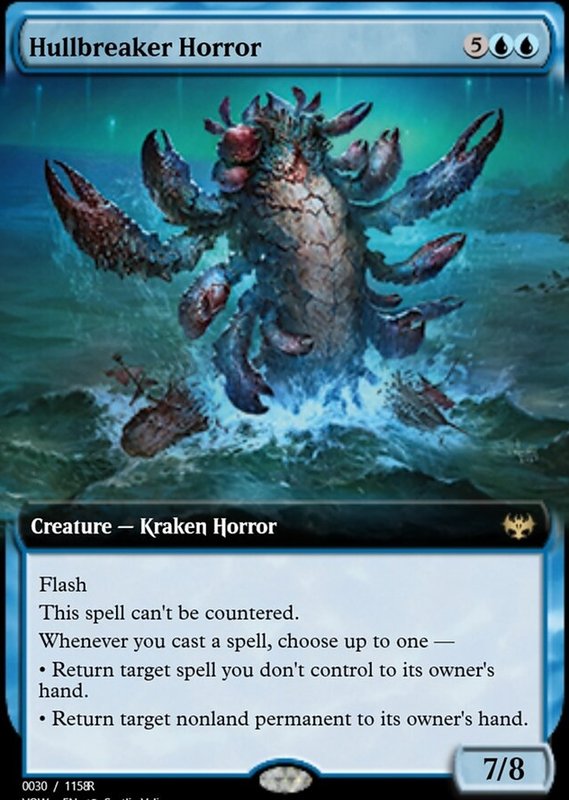 Hullbreaker Horror
5
Creature — Kraken Horror
Flash
This spell can't be countered.
Whenever you cast a spell, choose up to one —
• Return target spell you don't control to its owner's
hand.
• Return target nonland permanent to its owner's hand.
7/8
0030 / 1158R